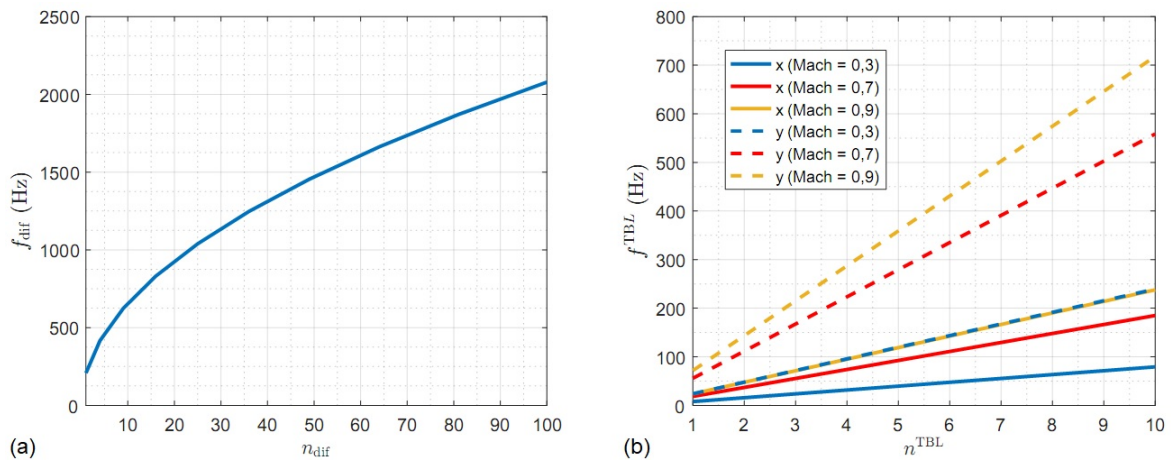 2500
2000
1500
1000
500
0
f_dif (Hz)
10 20 30 40 50 60 70 80 90 100
n_dif
(a)
800
700
600
500
400
300
200
100
0
f^TBL (Hz)
x (Mach = 0,3)
x (Mach = 0,7)
x (Mach = 0,9)
y (Mach = 0,3)
y (Mach = 0,7)
y (Mach = 0,9)
1 2 3 4 5 6 7 8 9 10
n^TBL
(b)